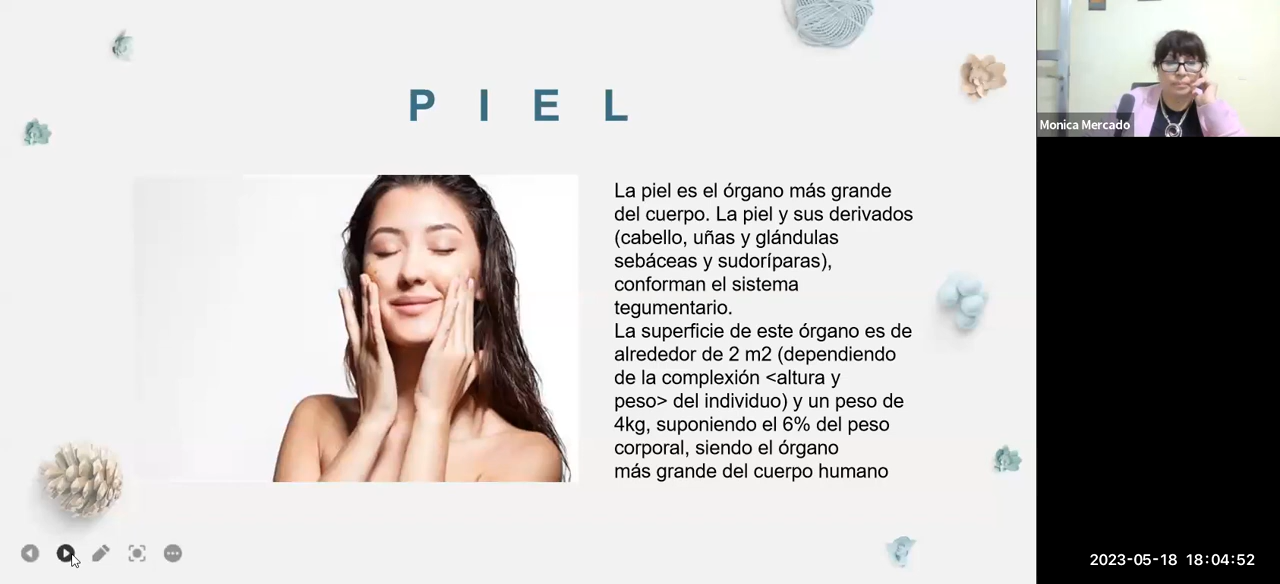 P I E L
La piel es el órgano más grande
del cuerpo. La piel y sus derivados
(cabello, uñas y glándulas
sebáceas y sudoríparas),
conforman el sistema
tegumentario.
La superficie de este órgano es de
alrededor de 2 m2 (dependiendo
de la complexión <altura y
peso> del individuo) y un peso de
4kg, suponiendo el 6% del peso
corporal, siendo el órgano
más grande del cuerpo humano
Monica Mercado
2023-05-18 18:04:52